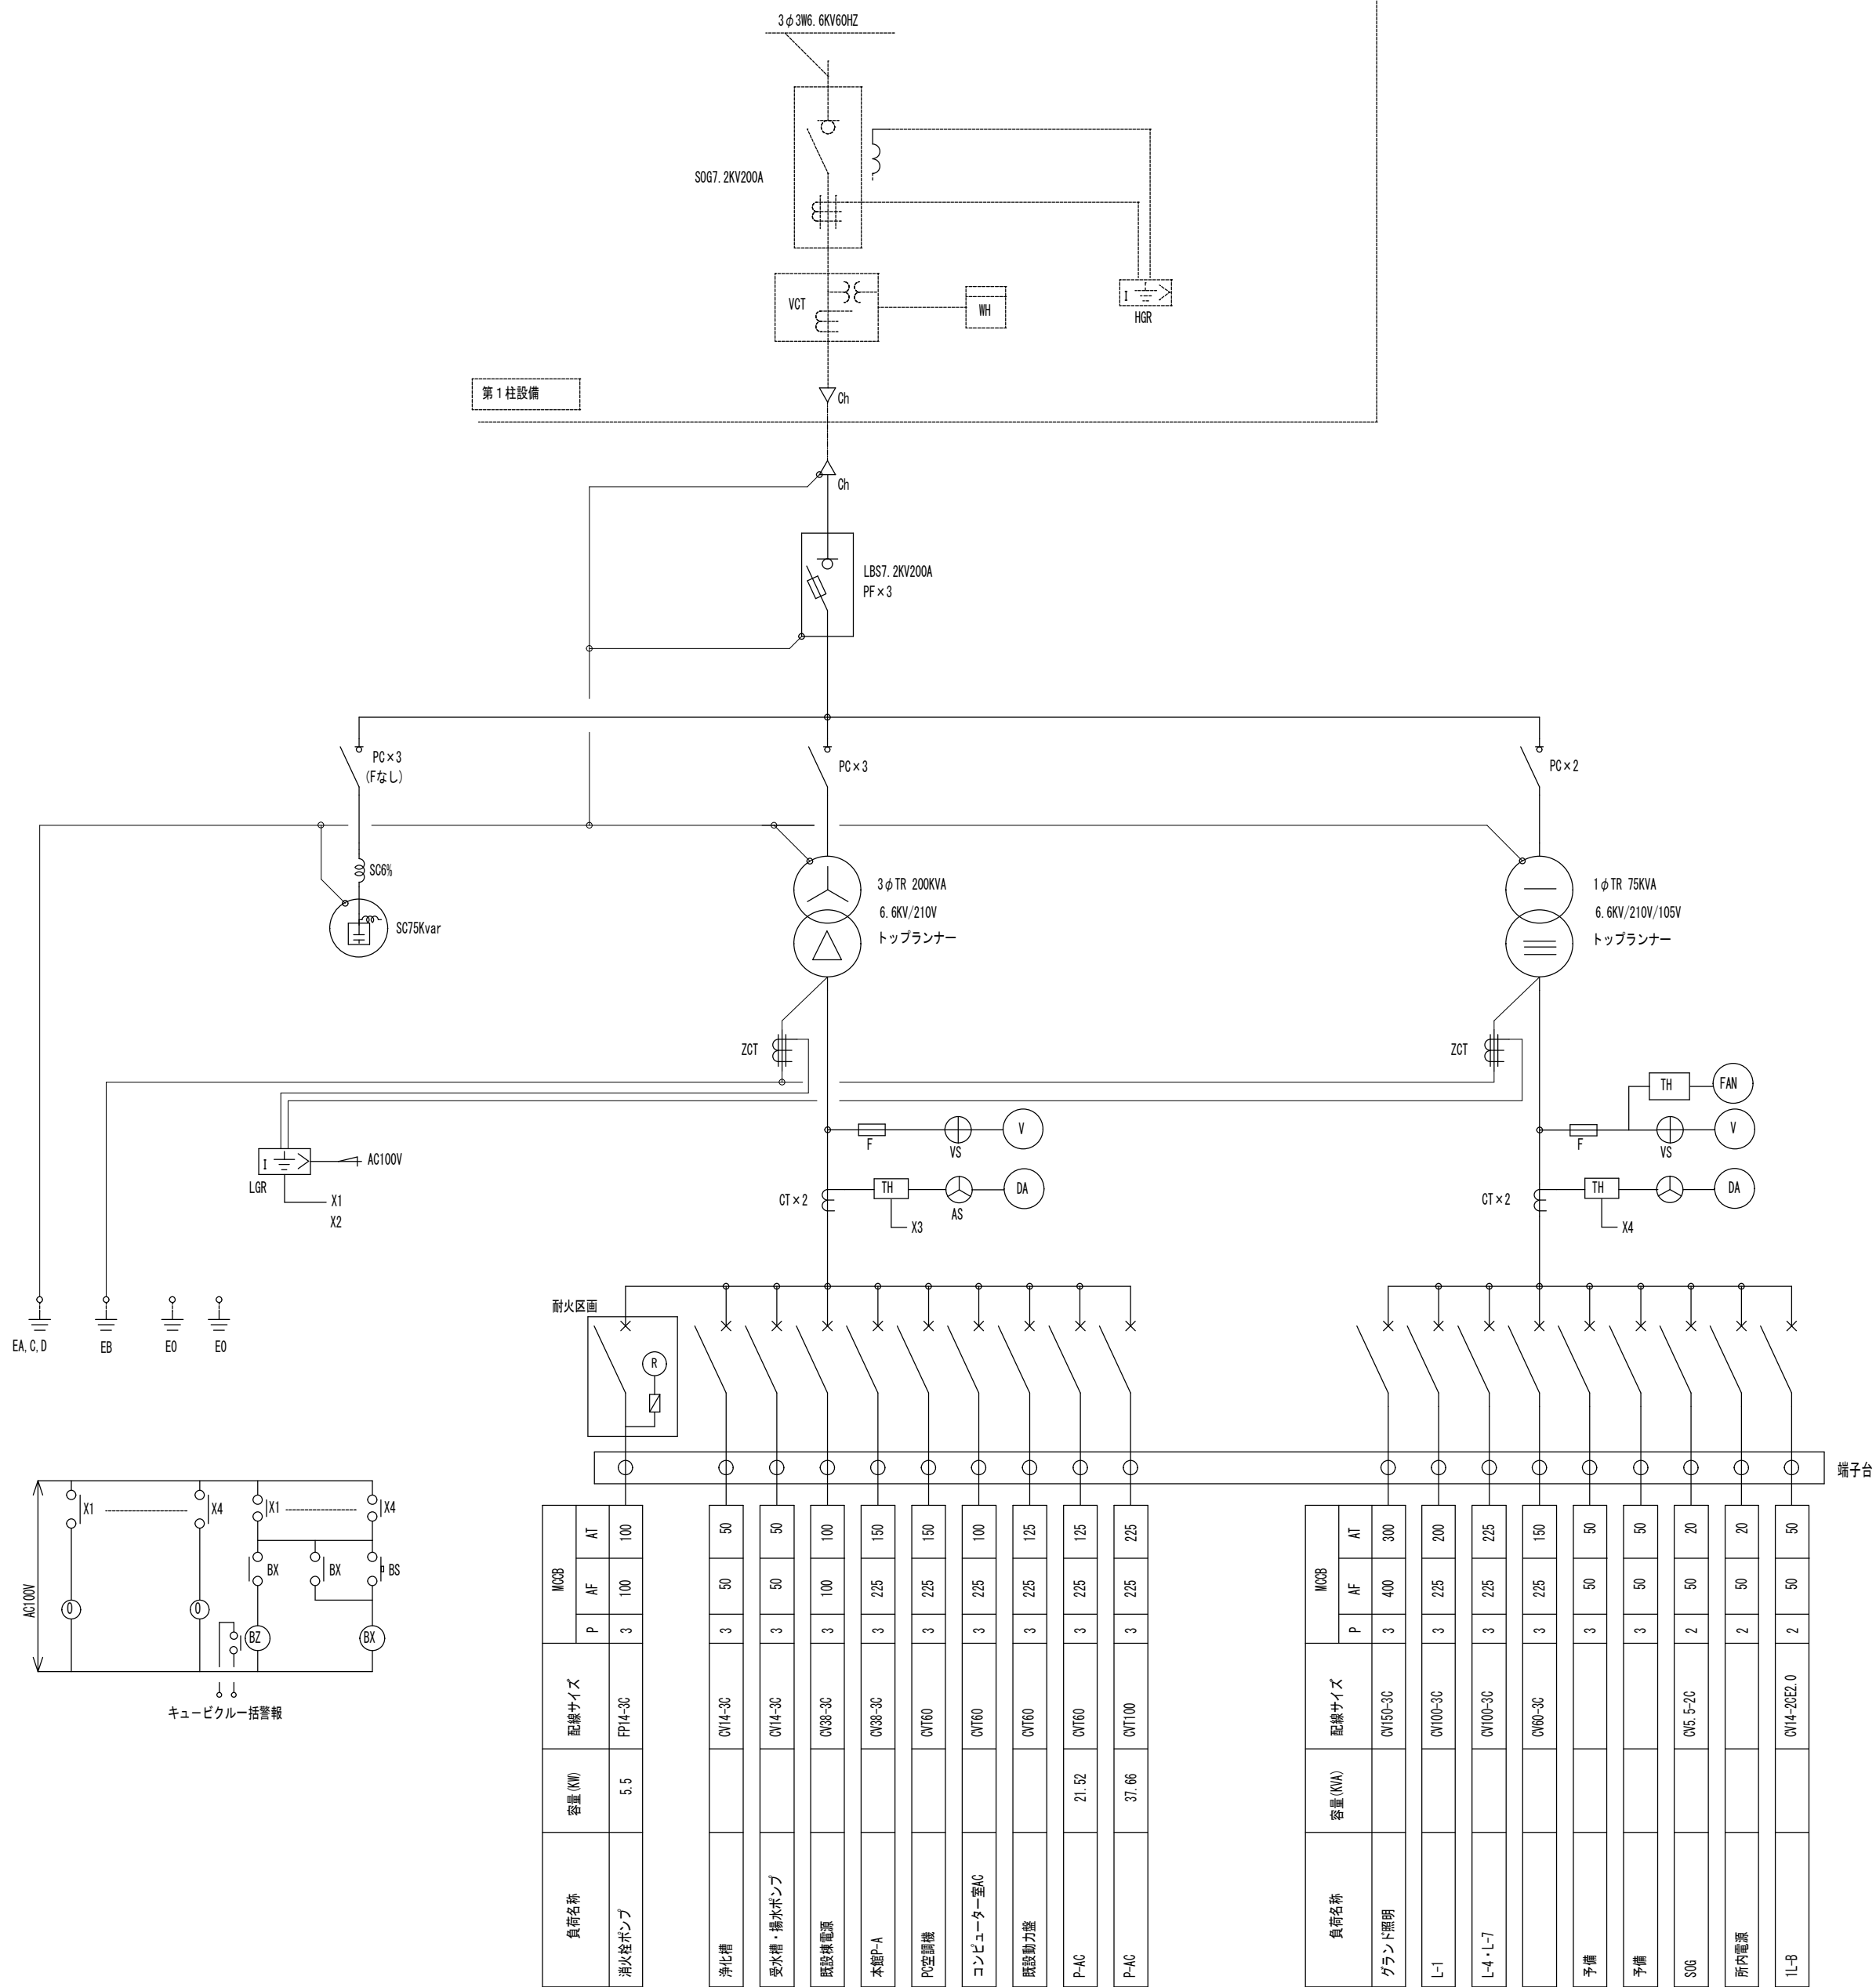 3φ3W6.6KV60HZ
SOG7.2KV200A
VCT
WH
HGR
I
第1柱設備
Ch
Ch
LBS7.2KV200A
PF×3
PC×3
(Fなし)
PC×3
PC×2
SC6%
SC75Kvar
3φTR 200KVA
6.6KV/210V
トップランナー
1φTR 75KVA
6.6KV/210V/105V
トップランナー
ZCT
ZCT
TH
FAN
F
VS
V
F
VS
V
I
LGR
AC100V
X1
X2
CT×2
TH
AS
DA
X3
CT×2
TH
DA
X4
EA,C,D
EB
EO
EO
耐火区画
R
端子台
AC100V
X1
X4
X1
X4
BX
BX
BS
O
O
BZ
BX
キュービクル一括警報
負荷名称 容量(KW) 配線サイズ MCCB P AF AT
消火栓ポンプ 5.5 FP14-3C 3 100 100
浄化槽 CV14-3C 3 50 50
受水槽・揚水ポンプ CV14-3C 3 50 50
既設棟電源 CV38-3C 3 100 100
本館P-A CV38-3C 3 225 150
PC空調機 CVT60 3 225 150
コンピューター室AC CVT60 3 225 100
既設動力盤 CVT60 3 225 125
P-AC 21.52 CVT60 3 225 125
P-AC 37.66 CVT100 3 225 225
負荷名称 容量(KVA) 配線サイズ MCCB P AF AT
グランド照明 CV150-3C 3 400 300
L-1 CV100-3C 3 225 200
L-4・L-7 CV100-3C 3 225 225
CV60-3C 3 225 150
予備 3 50 50
予備 3 50 50
SOG CV5.5-2C 2 50 20
所内電源 2 50 20
1L-B CV14-2CE2.0 2 50 50